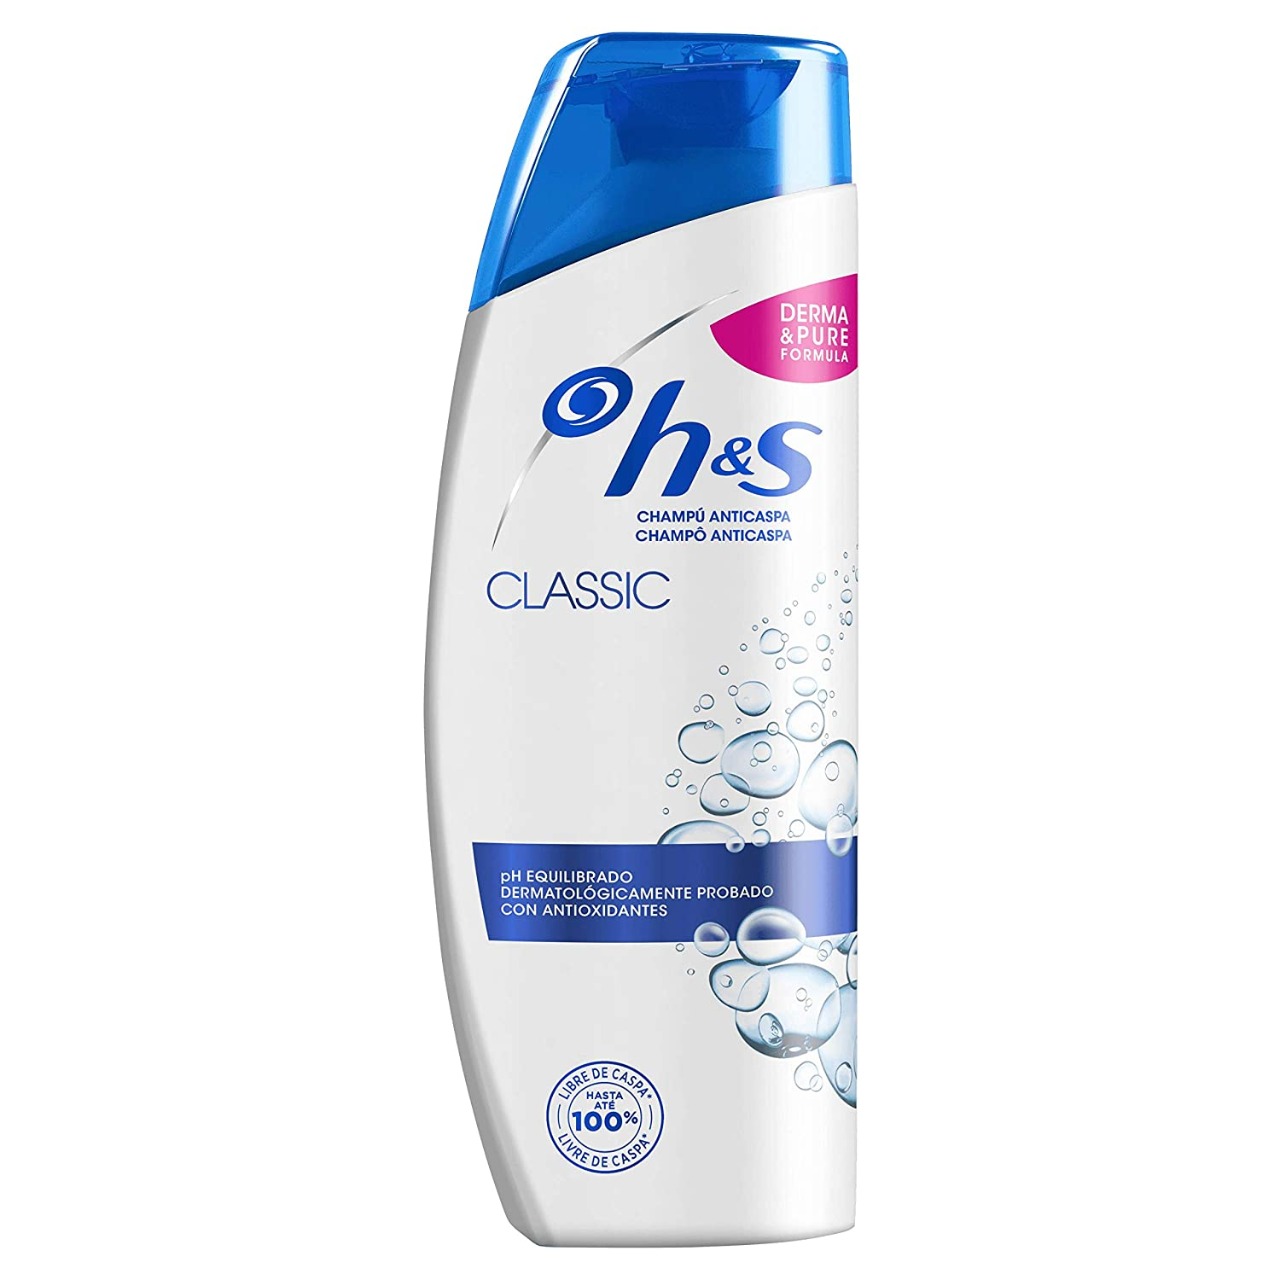 DERMA
&PURE
FORMULA
h&s
CHAMPÚ ANTICASPA
CHAMPÔ ANTICASPA
CLASSIC
pH EQUILIBRADO
DERMATOLÓGICAMENTE PROBADO
CON ANTIOXIDANTES
LIBRE DE CASPA*
HASTA
ATÉ
100%
LIVRE DE CASPA*